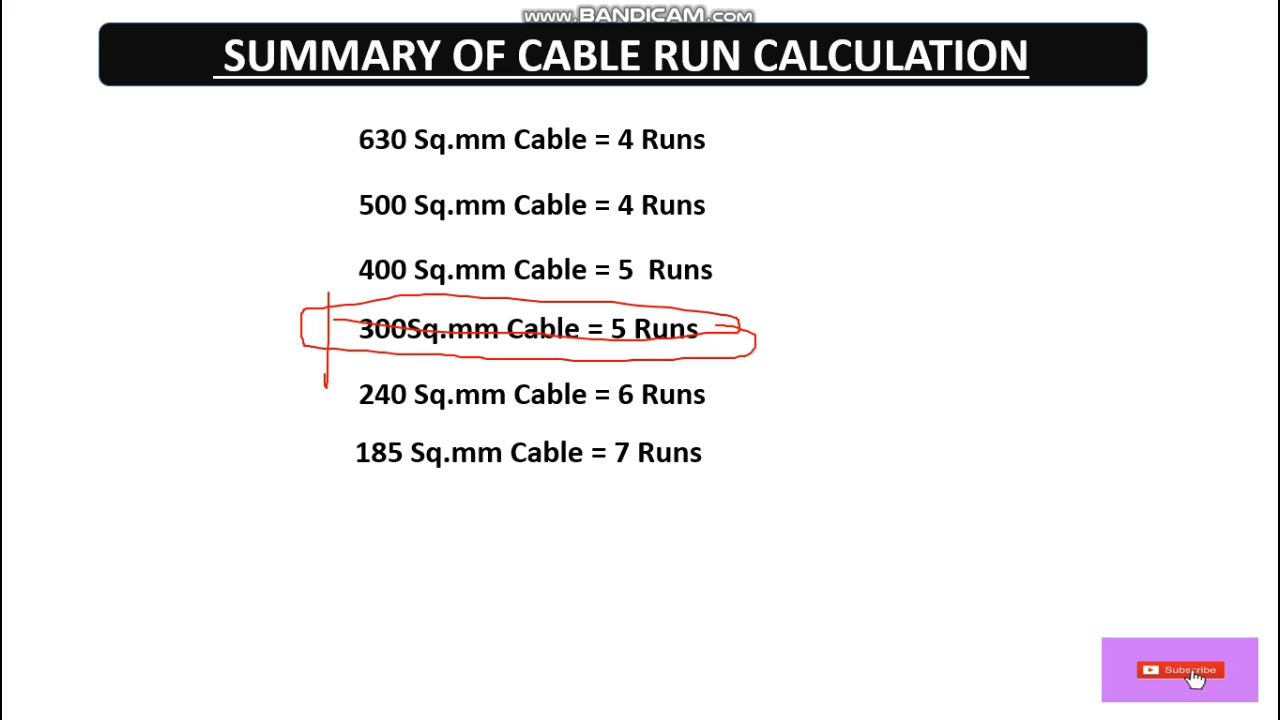 www.BANDICAM.com
SUMMARY OF CABLE RUN CALCULATION
630 Sq.mm Cable = 4 Runs
500 Sq.mm Cable = 4 Runs
400 Sq.mm Cable = 5  Runs
300Sq.mm Cable = 5 Runs
240 Sq.mm Cable = 6 Runs
185 Sq.mm Cable = 7 Runs
Subscribe